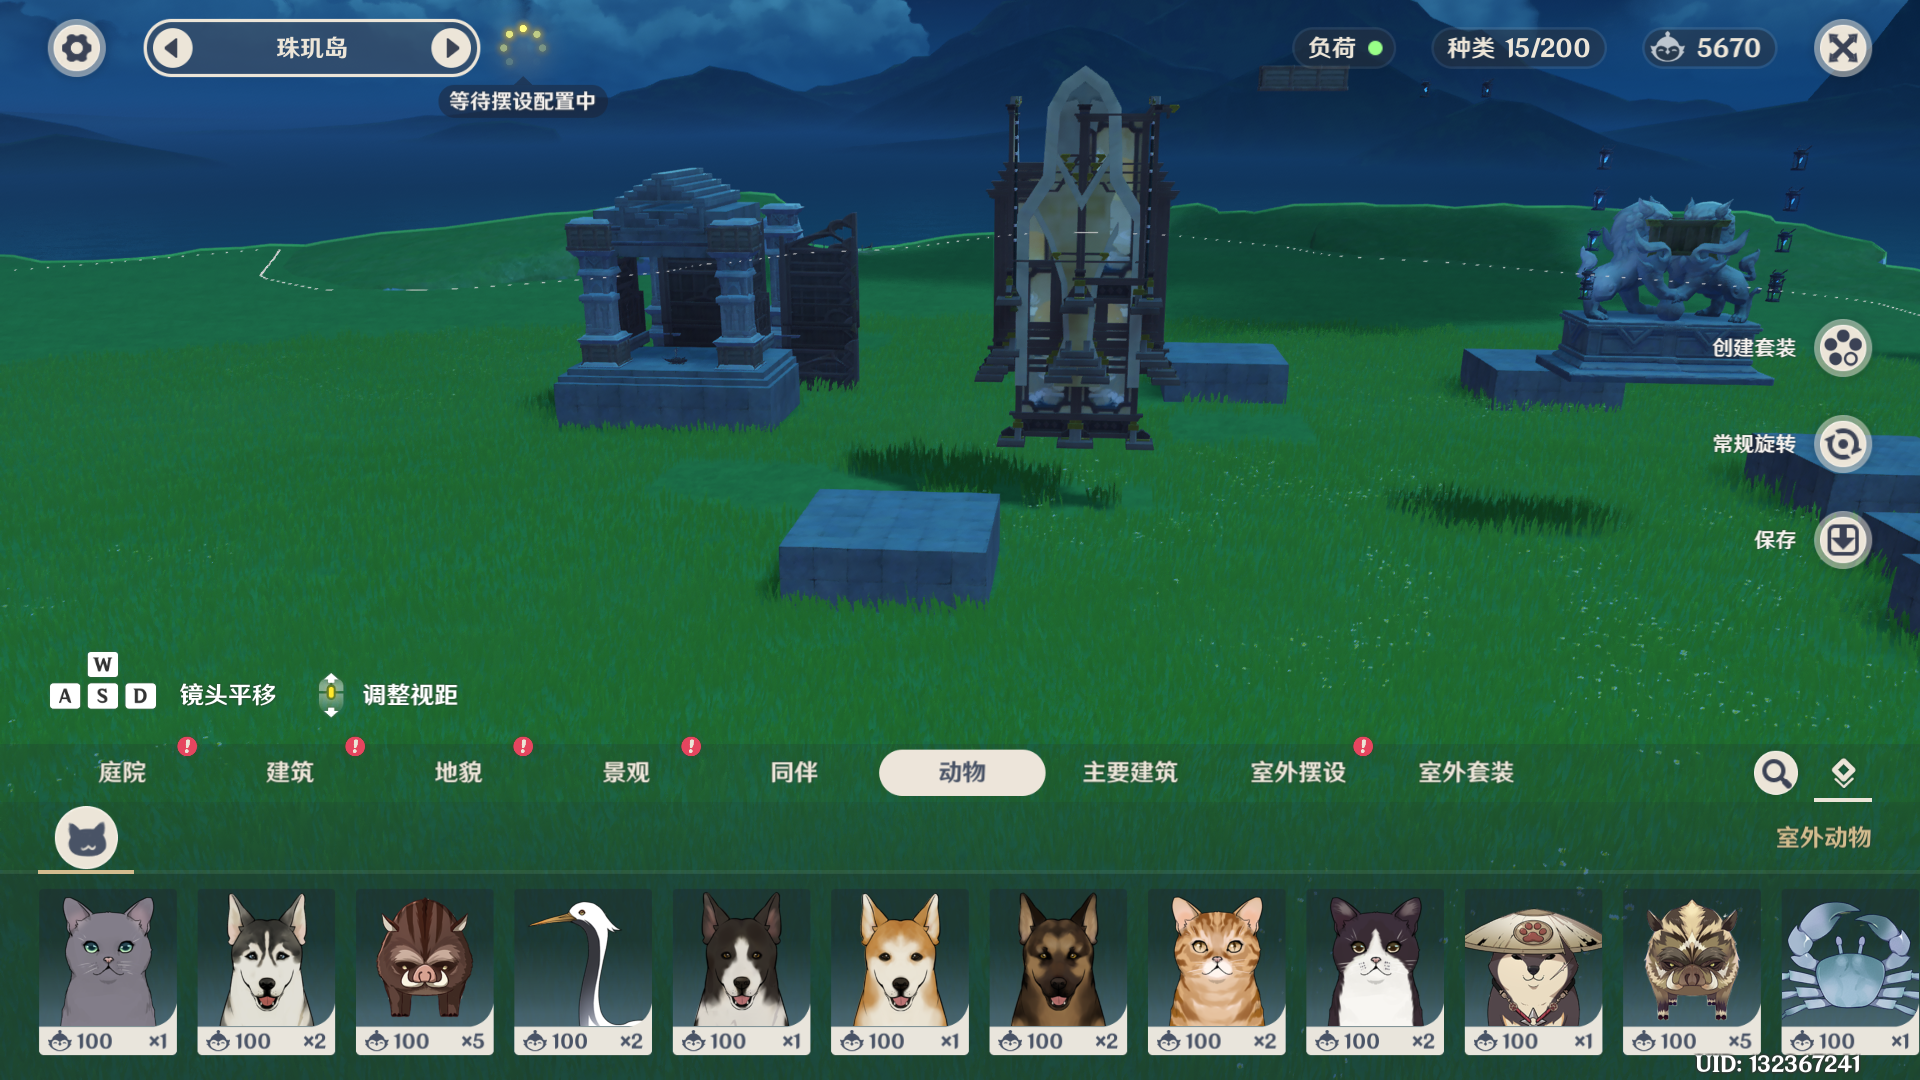 珠玑岛
等待摆设配置中
负荷
种类 15/200
5670
创建套装
常规旋转
保存
W
A S D 镜头平移 调整视距
庭院 建筑 地貌 景观 同伴 动物 主要建筑 室外摆设 室外套装
室外动物
100 ×1 100 ×2 100 ×5 100 ×2 100 ×1 100 ×1 100 ×2 100 ×2 100 ×2 100 ×1 100 ×5 100 ×1
UID: 132367241